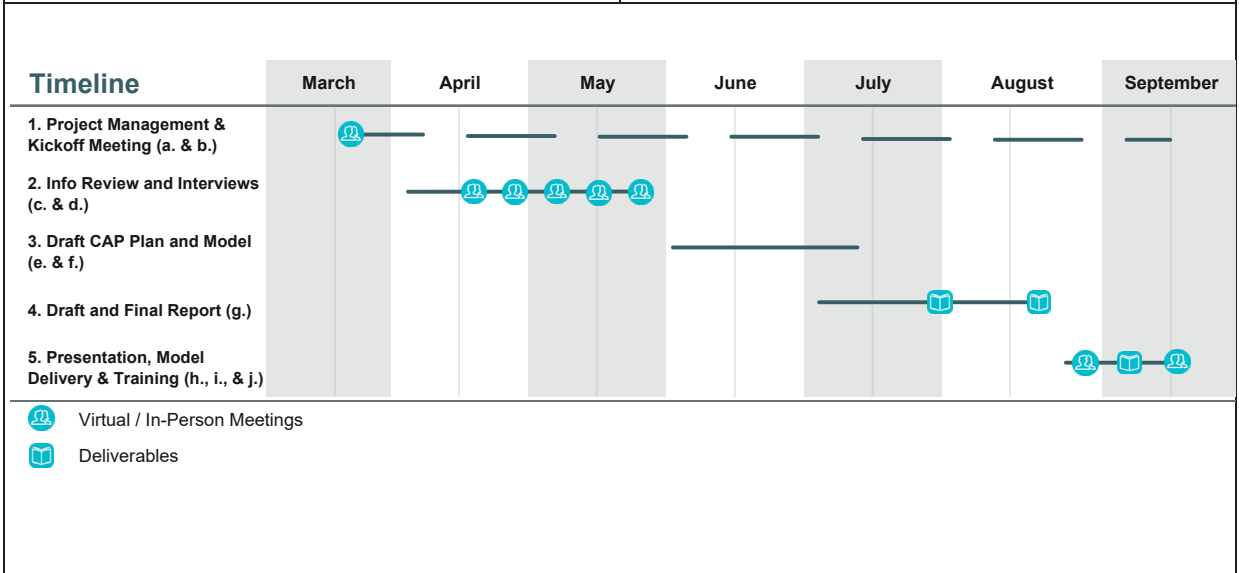 Timeline March April May June July August September
1. Project Management &
Kickoff Meeting (a. & b.)
2. Info Review and Interviews
(c. & d.)
3. Draft CAP Plan and Model
(e. & f.)
4. Draft and Final Report (g.)
5. Presentation, Model
Delivery & Training (h., i., & j.)
Virtual / In-Person Meetings
Deliverables